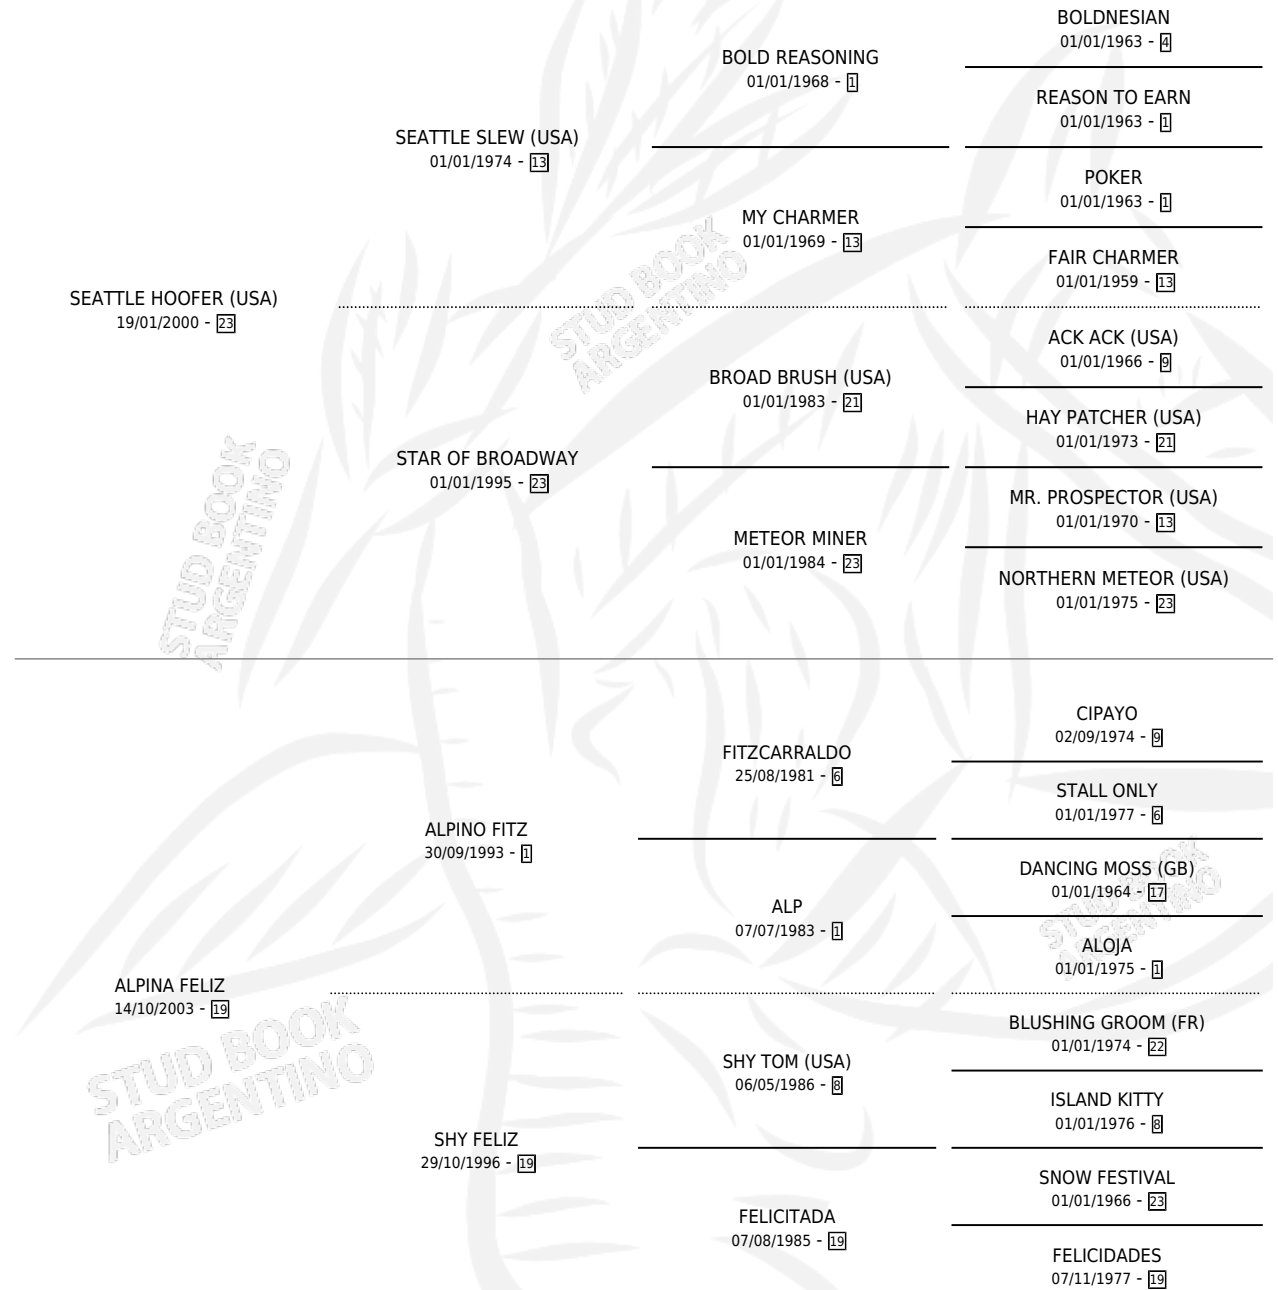 BOLDNESIAN
01/01/1963 - 4
BOLD REASONING
01/01/1968 - 1
REASON TO EARN
01/01/1963 - 1
SEATTLE SLEW (USA)
01/01/1974 - 13
POKER
01/01/1963 - 1
MY CHARMER
01/01/1969 - 13
FAIR CHARMER
01/01/1959 - 13
SEATTLE HOOFER (USA)
19/01/2000 - 23
STUD BOOK
ARGENTINO
ACK ACK (USA)
01/01/1966 - 9
BROAD BRUSH (USA)
01/01/1983 - 21
HAY PATCHER (USA)
01/01/1973 - 21
STAR OF BROADWAY
01/01/1995 - 23
MR. PROSPECTOR (USA)
01/01/1970 - 13
METEOR MINER
01/01/1984 - 23
NORTHERN METEOR (USA)
01/01/1975 - 23
STUD BOOK
ARGENTINO
CIPAYO
02/09/1974 - 9
FITZCARRALDO
25/08/1981 - 6
STALL ONLY
01/01/1977 - 6
ALPINO FITZ
30/09/1993 - 1
DANCING MOSS (GB)
01/01/1964 - 17
ALP
07/07/1983 - 1
STUD BOOK
ARGENTINO
ALOJA
01/01/1975 - 1
ALPINA FELIZ
14/10/2003 - 19
BLUSHING GROOM (FR)
01/01/1974 - 22
SHY TOM (USA)
06/05/1986 - 8
ISLAND KITTY
01/01/1976 - 8
STUD BOOK
ARGENTINO
SHY FELIZ
29/10/1996 - 19
SNOW FESTIVAL
01/01/1966 - 23
FELICITADA
07/08/1985 - 19
FELICIDADES
07/11/1977 - 19